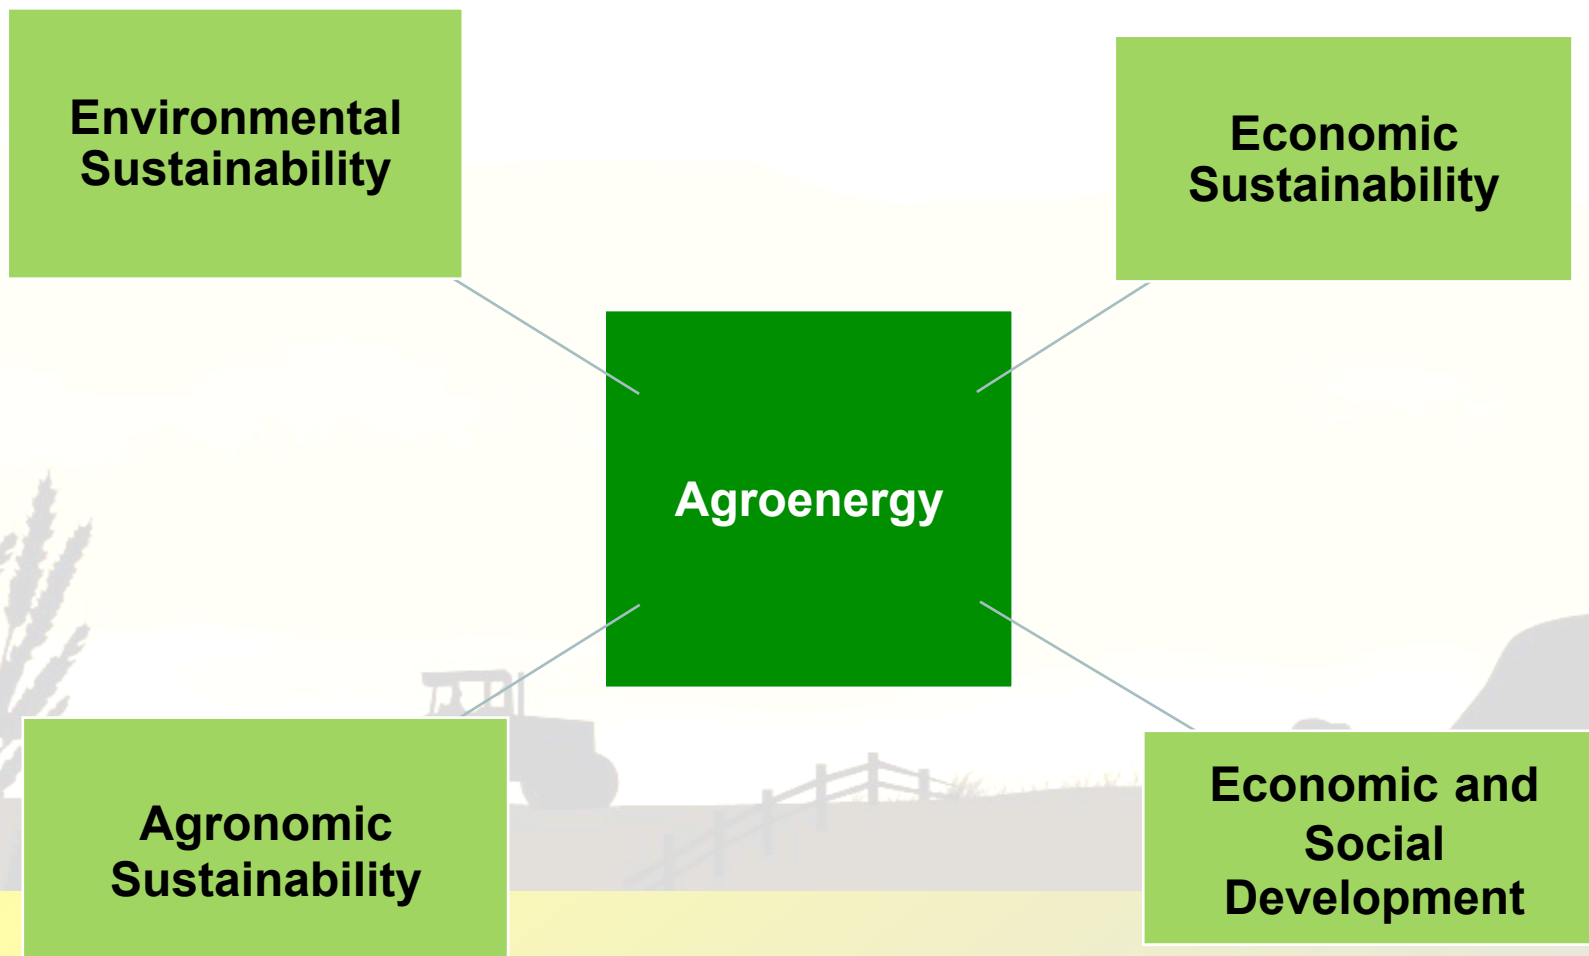 Environmental
Sustainability
Economic
Sustainability
Agroenergy
Agronomic
Sustainability
Economic and
Social
Development